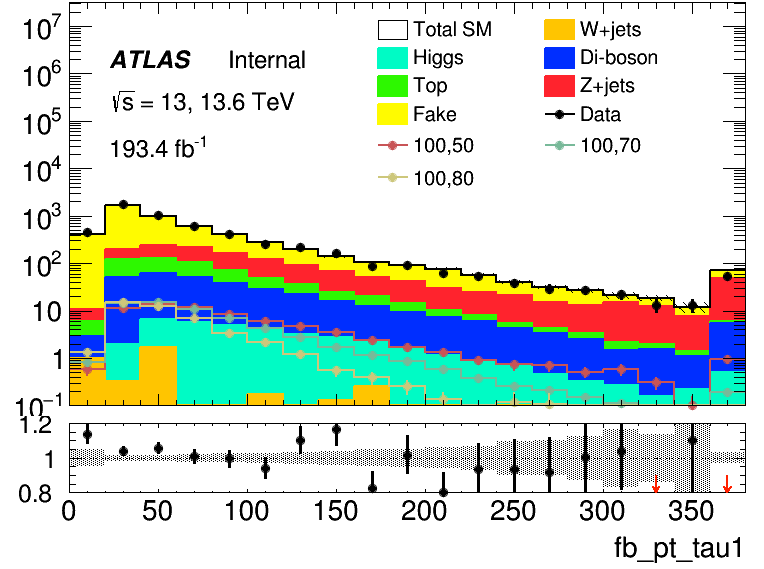 10⁷
10⁶
10⁵
10⁴
10³
10²
10
1
10⁻¹
ATLAS Internal
√s = 13, 13.6 TeV
193.4 fb⁻¹
Total SM
W+jets
Higgs
Di-boson
Top
Z+jets
Fake
Data
100,50
100,70
100,80
1.2
1
0.8
0 50 100 150 200 250 300 350
fb_pt_tau1